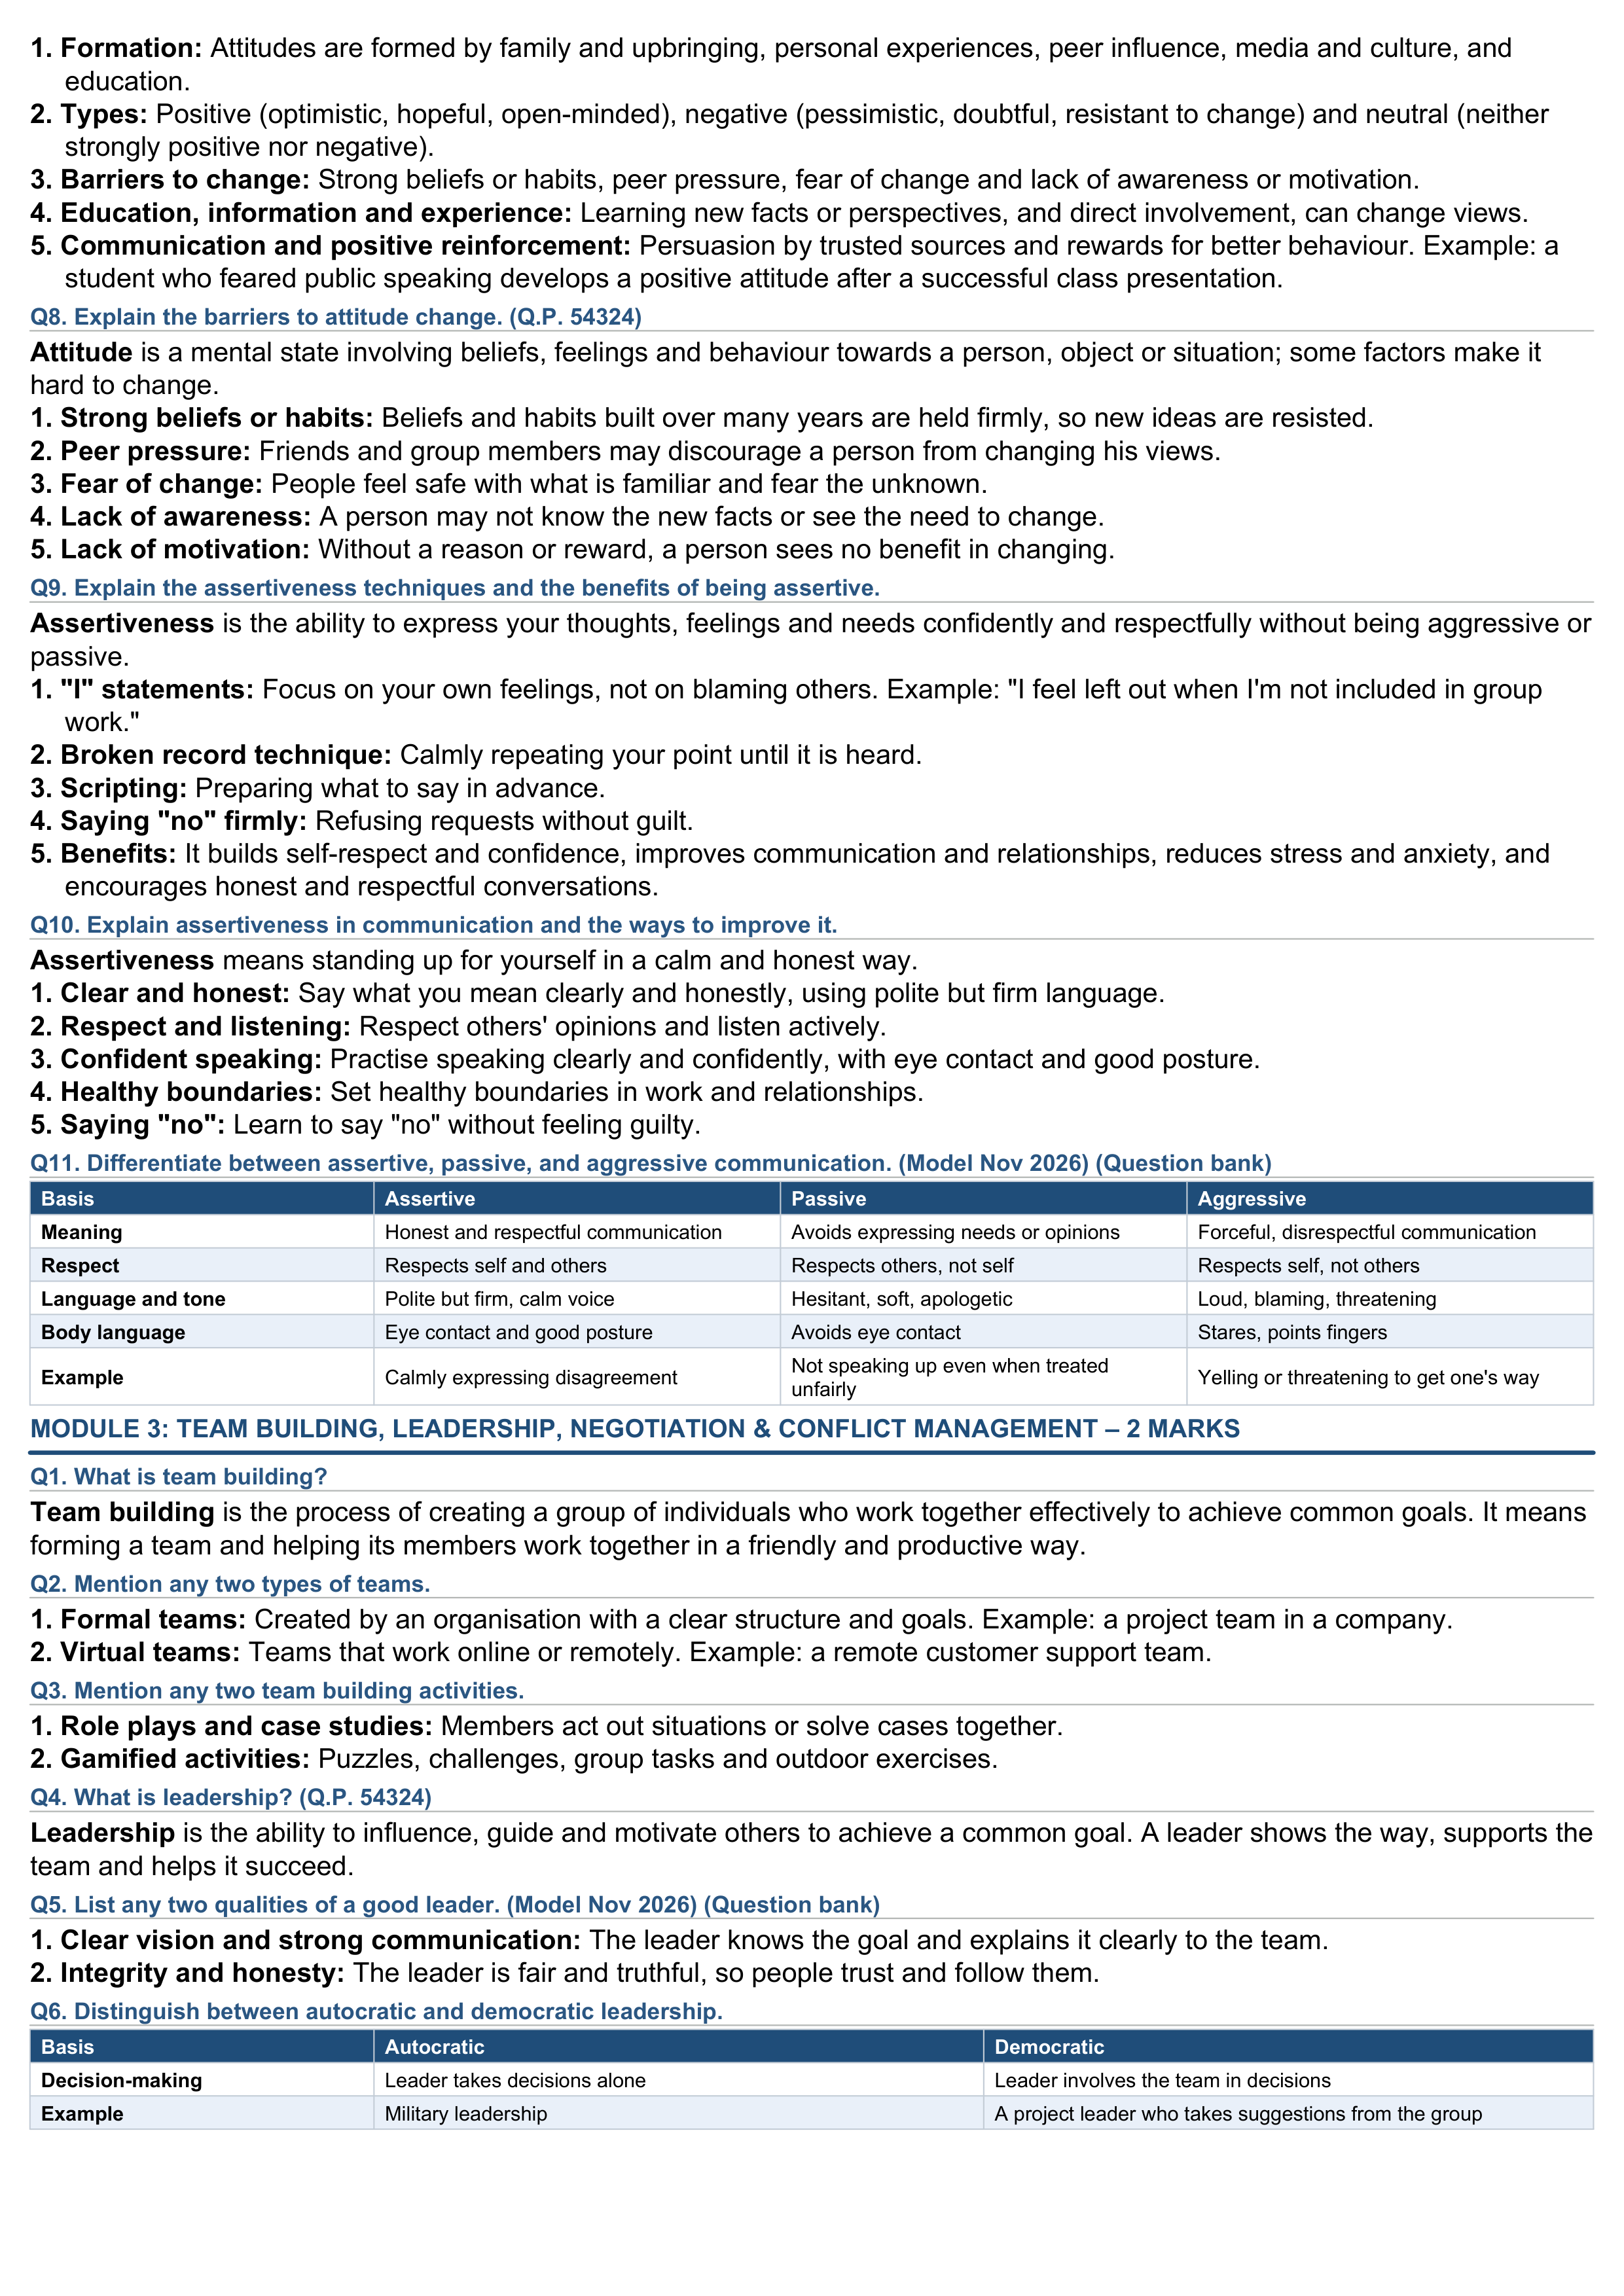 1. Formation: Attitudes are formed by family and upbringing, personal experiences, peer influence, media and culture, and
education.
2. Types: Positive (optimistic, hopeful, open-minded), negative (pessimistic, doubtful, resistant to change) and neutral (neither
strongly positive nor negative).
3. Barriers to change: Strong beliefs or habits, peer pressure, fear of change and lack of awareness or motivation.
4. Education, information and experience: Learning new facts or perspectives, and direct involvement, can change views.
5. Communication and positive reinforcement: Persuasion by trusted sources and rewards for better behaviour. Example: a
student who feared public speaking develops a positive attitude after a successful class presentation.
Q8. Explain the barriers to attitude change. (Q.P. 54324)
Attitude is a mental state involving beliefs, feelings and behaviour towards a person, object or situation; some factors make it
hard to change.
1. Strong beliefs or habits: Beliefs and habits built over many years are held firmly, so new ideas are resisted.
2. Peer pressure: Friends and group members may discourage a person from changing his views.
3. Fear of change: People feel safe with what is familiar and fear the unknown.
4. Lack of awareness: A person may not know the new facts or see the need to change.
5. Lack of motivation: Without a reason or reward, a person sees no benefit in changing.
Q9. Explain the assertiveness techniques and the benefits of being assertive.
Assertiveness is the ability to express your thoughts, feelings and needs confidently and respectfully without being aggressive or
passive.
1. "I" statements: Focus on your own feelings, not on blaming others. Example: "I feel left out when I'm not included in group
work."
2. Broken record technique: Calmly repeating your point until it is heard.
3. Scripting: Preparing what to say in advance.
4. Saying "no" firmly: Refusing requests without guilt.
5. Benefits: It builds self-respect and confidence, improves communication and relationships, reduces stress and anxiety, and
encourages honest and respectful conversations.
Q10. Explain assertiveness in communication and the ways to improve it.
Assertiveness means standing up for yourself in a calm and honest way.
1. Clear and honest: Say what you mean clearly and honestly, using polite but firm language.
2. Respect and listening: Respect others' opinions and listen actively.
3. Confident speaking: Practise speaking clearly and confidently, with eye contact and good posture.
4. Healthy boundaries: Set healthy boundaries in work and relationships.
5. Saying "no": Learn to say "no" without feeling guilty.
Q11. Differentiate between assertive, passive, and aggressive communication. (Model Nov 2026) (Question bank)
Basis Assertive Passive Aggressive
Meaning Honest and respectful communication Avoids expressing needs or opinions Forceful, disrespectful communication
Respect Respects self and others Respects others, not self Respects self, not others
Language and tone Polite but firm, calm voice Hesitant, soft, apologetic Loud, blaming, threatening
Body language Eye contact and good posture Avoids eye contact Stares, points fingers
Example Calmly expressing disagreement Not speaking up even when treated unfairly Yelling or threatening to get one's way
MODULE 3: TEAM BUILDING, LEADERSHIP, NEGOTIATION & CONFLICT MANAGEMENT – 2 MARKS
Q1. What is team building?
Team building is the process of creating a group of individuals who work together effectively to achieve common goals. It means
forming a team and helping its members work together in a friendly and productive way.
Q2. Mention any two types of teams.
1. Formal teams: Created by an organisation with a clear structure and goals. Example: a project team in a company.
2. Virtual teams: Teams that work online or remotely. Example: a remote customer support team.
Q3. Mention any two team building activities.
1. Role plays and case studies: Members act out situations or solve cases together.
2. Gamified activities: Puzzles, challenges, group tasks and outdoor exercises.
Q4. What is leadership? (Q.P. 54324)
Leadership is the ability to influence, guide and motivate others to achieve a common goal. A leader shows the way, supports the
team and helps it succeed.
Q5. List any two qualities of a good leader. (Model Nov 2026) (Question bank)
1. Clear vision and strong communication: The leader knows the goal and explains it clearly to the team.
2. Integrity and honesty: The leader is fair and truthful, so people trust and follow them.
Q6. Distinguish between autocratic and democratic leadership.
Basis Autocratic Democratic
Decision-making Leader takes decisions alone Leader involves the team in decisions
Example Military leadership A project leader who takes suggestions from the group